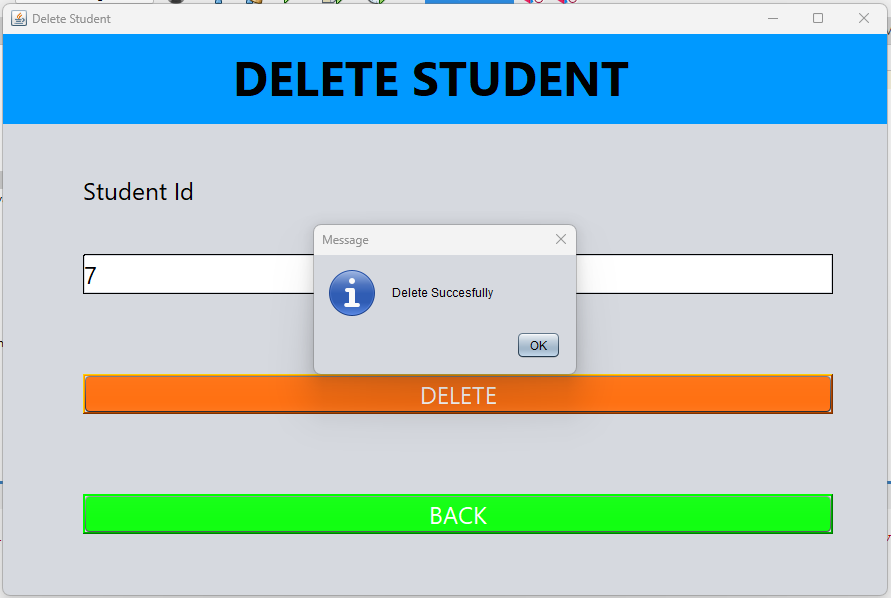 Delete Student
DELETE STUDENT
Student Id
Message
7
Delete Succesfully
OK
DELETE
BACK